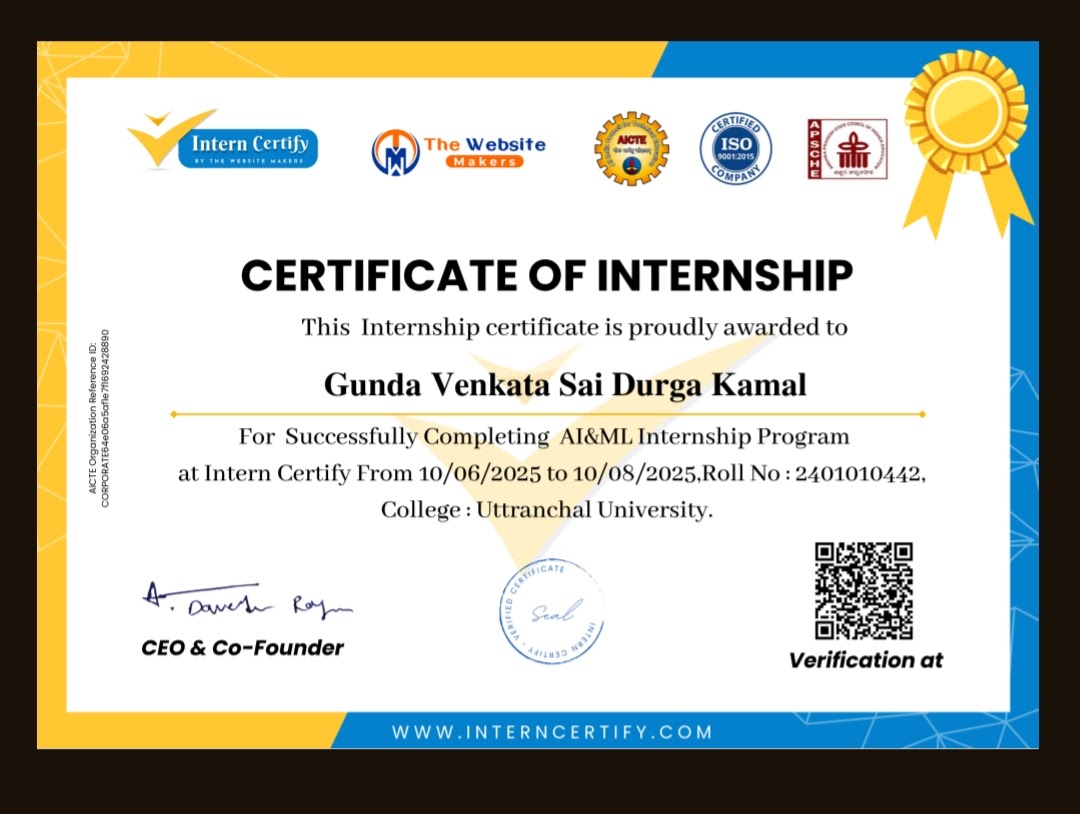 Intern Certify
BY THE WEBSITE MAKERS
The Website
Makers
AICTE
CERTIFIED
ISO
9001:2015
COMPANY
APSCHE
CERTIFICATE OF INTERNSHIP
This Internship certificate is proudly awarded to
Gunda Venkata Sai Durga Kamal
For Successfully Completing AI&ML Internship Program
at Intern Certify From 10/06/2025 to 10/08/2025,Roll No : 2401010442,
College : Uttranchal University.
AICTE Organization Reference ID:
CORPORATE64e06a5af1e7f1692428890
CEO & Co-Founder
VERIFIED CERTIFICATE
Seal
INTERN CERTIFY
Verification at
WWW.INTERNCERTIFY.COM